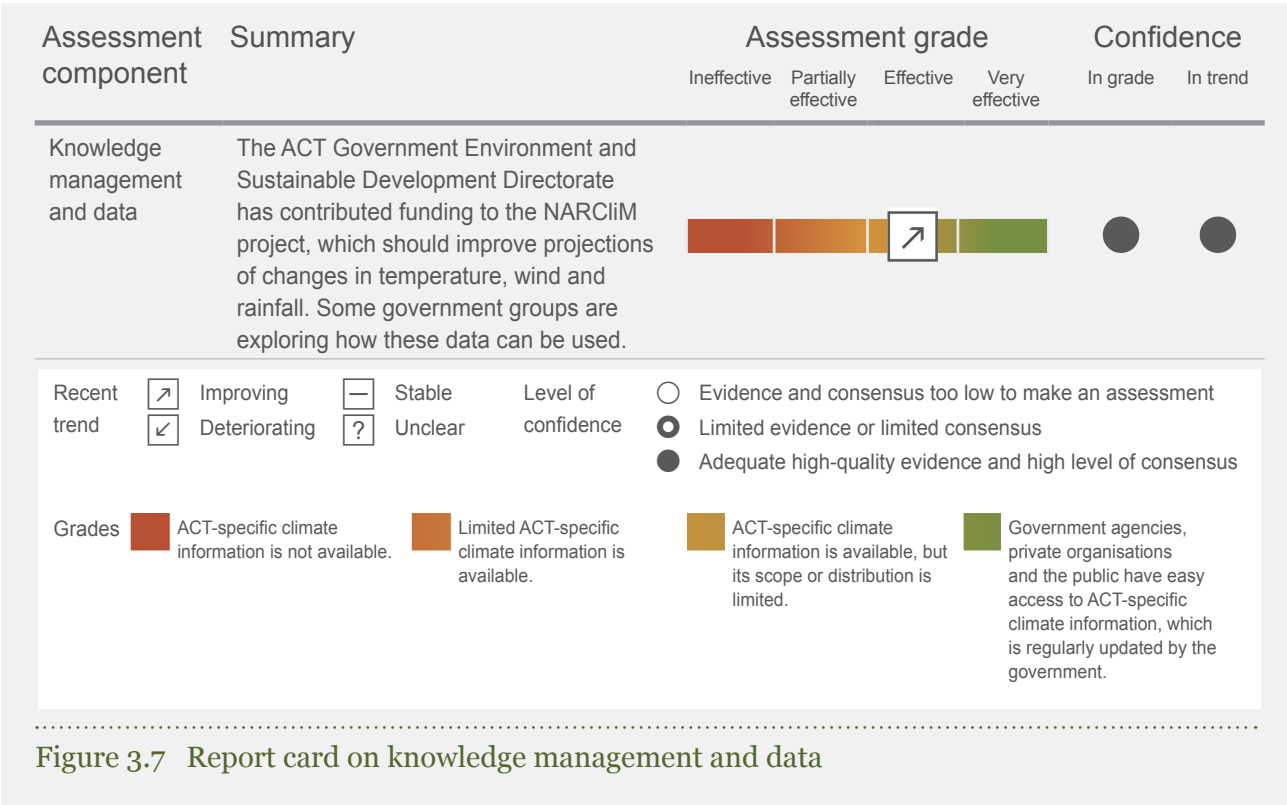 Assessment component
Summary
Assessment grade
Confidence
Ineffective
Partially effective
Effective
Very effective
In grade
In trend
Knowledge
management
and data
The ACT Government Environment and
Sustainable Development Directorate
has contributed funding to the NARCliM
project, which should improve projections
of changes in temperature, wind and
rainfall. Some government groups are
exploring how these data can be used.
Recent
trend
Improving
Deteriorating
Stable
? Unclear
Level of
confidence
Evidence and consensus too low to make an assessment
Limited evidence or limited consensus
Adequate high-quality evidence and high level of consensus
Grades
ACT-specific climate
information is not available.
Limited ACT-specific
climate information is
available.
ACT-specific climate
information is available, but
its scope or distribution is
limited.
Government agencies,
private organisations
and the public have easy
access to ACT-specific
climate information, which
is regularly updated by the
government.
Figure 3.7 Report card on knowledge management and data